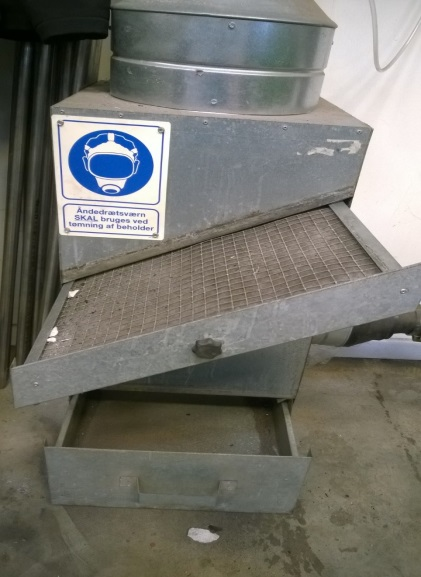 Åndedrætsværn
SKAL bruges ved
tømning af beholder